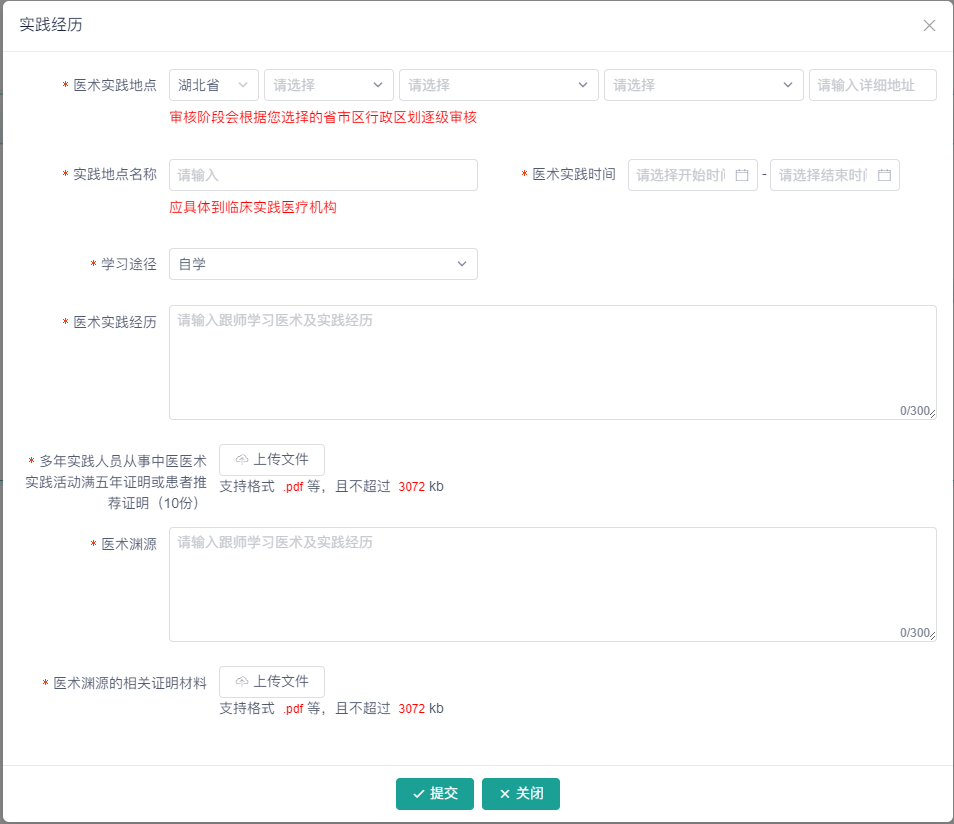 实践经历
* 医术实践地点 湖北省 请选择 请选择 请选择 请输入详细地址
审核阶段会根据您选择的省市区行政区划逐级审核
* 实践地点名称 请输入 * 医术实践时间 请选择开始时间 - 请选择结束时间
应具体到临床实践医疗机构
* 学习途径 自学
* 医术实践经历 请输入跟师学习医术及实践经历
0/300
* 多年实践人员从事中医医术 上传文件
实践活动满五年证明或患者推 支持格式 .pdf 等，且不超过 3072 kb
荐证明（10份）
* 医术渊源 请输入跟师学习医术及实践经历
0/300
* 医术渊源的相关证明材料 上传文件
支持格式 .pdf 等，且不超过 3072 kb
提交 关闭